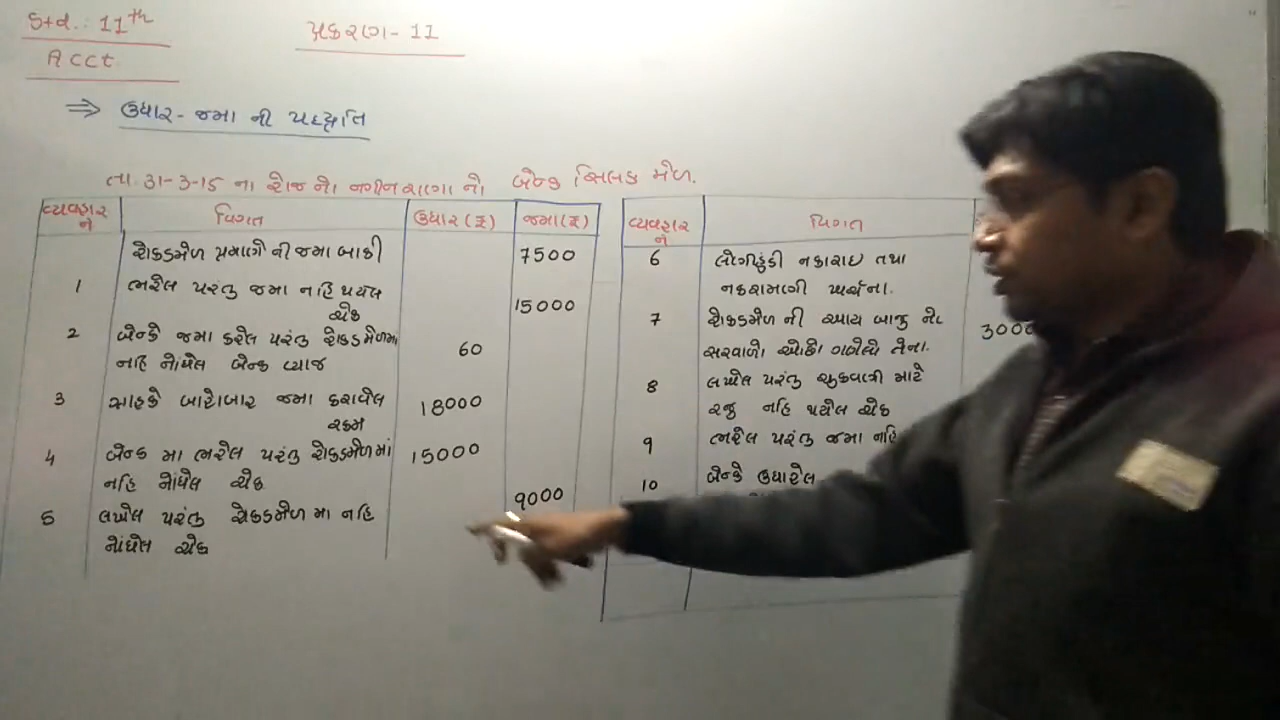 Std.: 11th
Acct
પ્રકરણ - 11
⇒ ઉધાર - જમા ની પદ્ધતિ
તા. 31-3-15 ના રોજ નો નગીન રાણા નો બેન્ક સિલક મેળ.
વ્યવહાર નં
વિગત
ઉધાર (₹)
જમા (₹)
રોકડમેળ પ્રમાણે ની જમા બાકી
7500
1
ભરેલ પરંતુ જમા નહિ થયેલ
ચેક
15000
2
બેન્કે જમા કરેલ પરંતુ રોકડમેળમાં
નહિ નોંધેલ બેન્ક વ્યાજ
60
3
ગ્રાહકે બારોબાર જમા કરાવેલ
રકમ
18000
4
બેન્ક મા ભરેલ પરંતુ રોકડમેળમાં
નહિ નોંધેલ ચેક
15000
5
લખેલ પરંતુ રોકડમેળ મા નહિ
નોંધેલ ચેક
9000
વ્યવહાર નં
વિગત
6
લેણીહુંડી નકારાઇ તથા
નકરામણી ખર્ચના.
7
રોકડમેળ ની આવક બાજુ નો
સરવાળો ઓછો ગણેલો તેના.
3000
8
લખેલ પરંતુ ચુકવણી માટે
રજુ નહિ થયેલ ચેક
9
ભરેલ પરંતુ જમા નહિ
10
બેન્કે ઉધારેલ